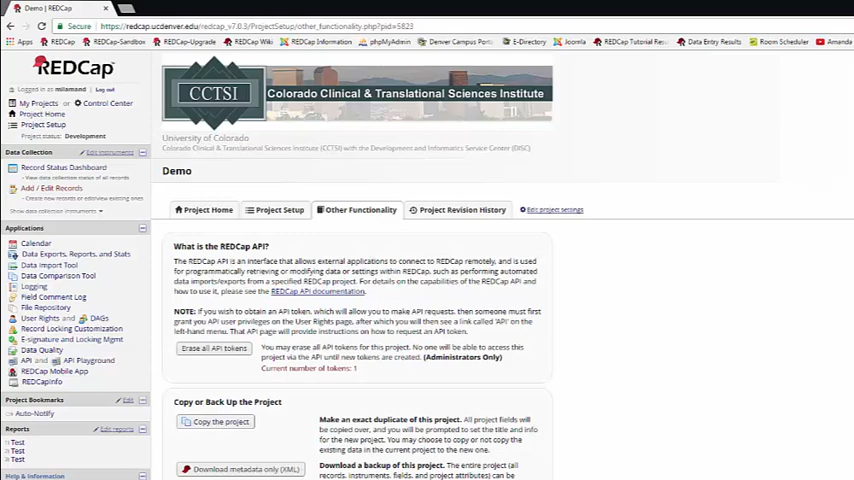 Demo | REDCap
Secure
https://redcap.ucdenver.edu/redcap_v7.0.3/ProjectSetup/other_functionality.php?pid=5823
Apps
REDCap
REDCap-Sandbox
REDCap-Upgrade
REDCap Wiki
REDCap Information
phpMyAdmin
Denver Campus Porta
E-Directory
Joomla
REDCap Tutorial Res
Data Entry Results
Room Scheduler
Amanda
REDCap
Logged in as milamand | Log out
My Projects or Control Center
Project Home
Project Setup
Project status: Development
Data Collection Edit instruments
Record Status Dashboard
- View data collection status of all records
Add / Edit Records
- Create new records or edit/view existing ones
Show data collection instruments
Applications
Calendar
Data Exports, Reports, and Stats
Data Import Tool
Data Comparison Tool
Logging
Field Comment Log
File Repository
User Rights and DAGs
Record Locking Customization
E-signature and Locking Mgmt
Data Quality
API and API Playground
REDCap Mobile App
REDCapInfo
Project Bookmarks Edit
Auto-Notify
Reports Edit reports
1) Test
2) Test
3) Test
Help & Information
CCTSI
Colorado Clinical & Translational Sciences Institute
University of Colorado
Colorado Clinical & Translational Sciences Institute (CCTSI) with the Development and Informatics Service Center (DISC)
Demo
Project Home
Project Setup
Other Functionality
Project Revision History
Edit project settings
What is the REDCap API?
The REDCap API is an interface that allows external applications to connect to REDCap remotely, and is used
for programmatically retrieving or modifying data or settings within REDCap, such as performing automated
data imports/exports from a specified REDCap project. For details on the capabilities of the REDCap API and
how to use it, please see the REDCap API documentation.
NOTE: If you wish to obtain an API token, which will allow you to make API requests, then someone must first
grant you API user privileges on the User Rights page, after which you will then see a link called 'API' on the
left-hand menu. That API page will provide instructions on how to request an API token.
Erase all API tokens
You may erase all API tokens for this project. No one will be able to access this
project via the API until new tokens are created. (Administrators Only)
Current number of tokens: 1
Copy or Back Up the Project
Copy the project
Make an exact duplicate of this project. All project fields will
be copied over, and you will be prompted to set the title and info
for the new project. You may choose to copy or not copy the
existing data in the current project to the new one.
Download metadata only (XML)
Download a backup of this project. The entire project (all
records, instruments, fields, and project attributes) can be